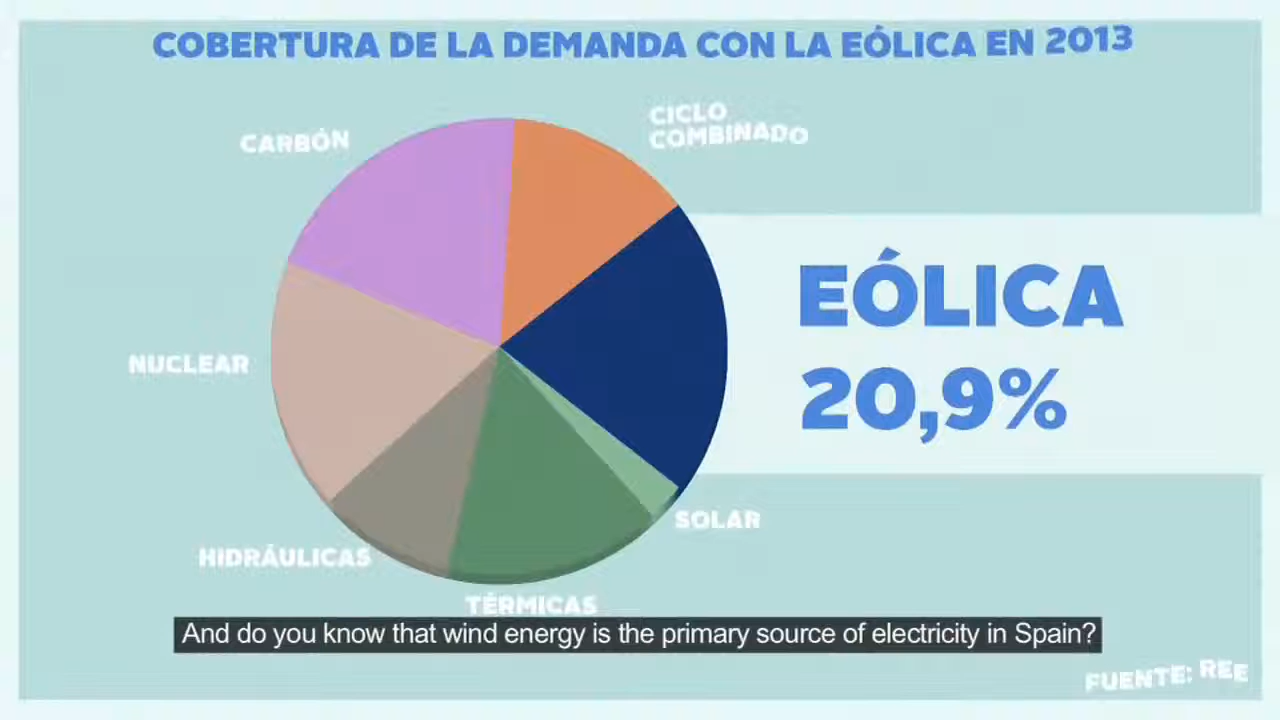 COBERTURA DE LA DEMANDA CON LA EÓLICA EN 2013
CICLO
COMBINADO
CARBÓN
EÓLICA
20,9%
NUCLEAR
SOLAR
HIDRÁULICAS
TÉRMICAS
And do you know that wind energy is the primary source of electricity in Spain?
FUENTE: REE